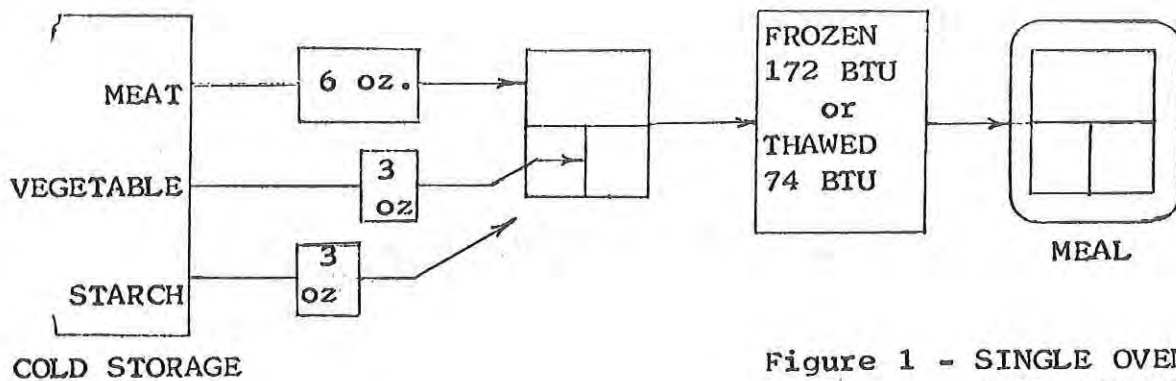 MEAT
6 oz.
VEGETABLE
3
oz
STARCH
3
oz
COLD STORAGE
FROZEN
172 BTU
or
THAWED
74 BTU
MEAL
Figure 1 - SINGLE